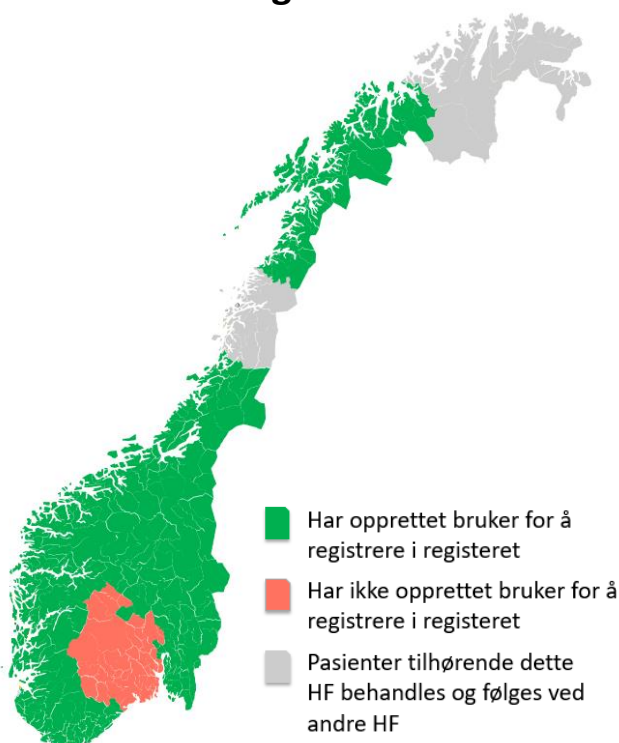 Har opprettet bruker for å
registrere i registeret
Har ikke opprettet bruker for å
registrere i registeret
Pasienter tilhørende dette
HF behandles og følges ved
andre HF